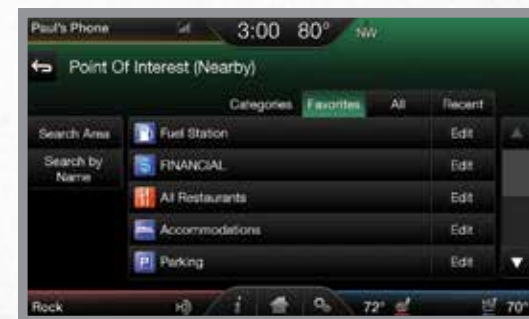 Paul's Phone 3:00 80° NW
Point Of Interest (Nearby)
Categories Favorites All Recent
Search Area
Search by
Name
Fuel Station Edit
FINANCIAL Edit
All Restaurants Edit
Accommodations Edit
P Parking Edit
Rock i 72° 70°